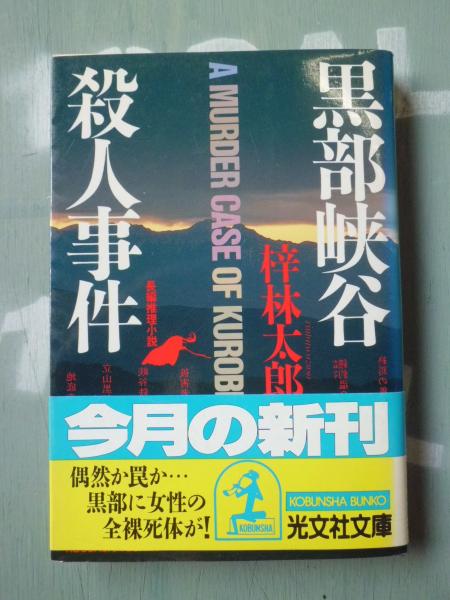 黒部峡谷
殺人事件
A MURDER CASE OF KUROBE
長編推理小説
梓林太郎
今月の新刊
偶然か罠か…
黒部に女性の
全裸死体が!
KOBUNSHA
KOBUNSHA BUNKO
光文社文庫